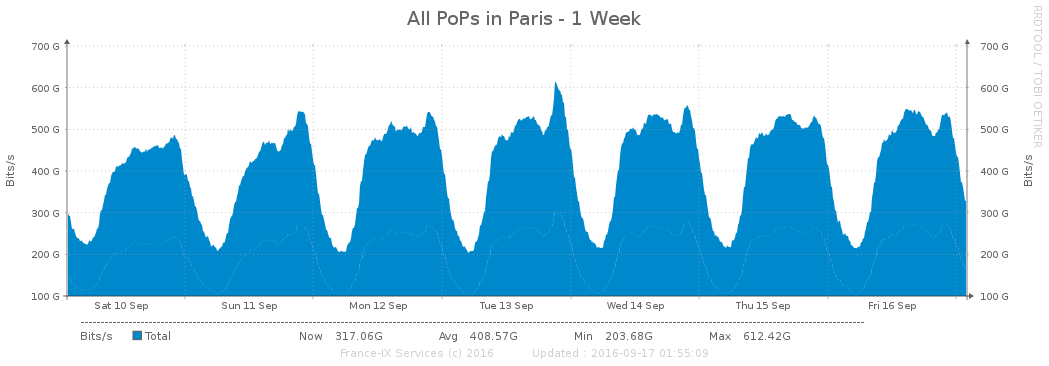 All PoPs in Paris - 1 Week
RRDTOOL / TOBI OETIKER
700 G 700 G
600 G 600 G
500 G 500 G
400 G 400 G
300 G 300 G
200 G 200 G
100 G 100 G
Bits/s
Bits/s
Sat 10 Sep Sun 11 Sep Mon 12 Sep Tue 13 Sep Wed 14 Sep Thu 15 Sep Fri 16 Sep
Bits/s Total Now 317.06G Avg 408.57G Min 203.68G Max 612.42G
France-IX Services (c) 2016 Updated : 2016-09-17 01:55:09